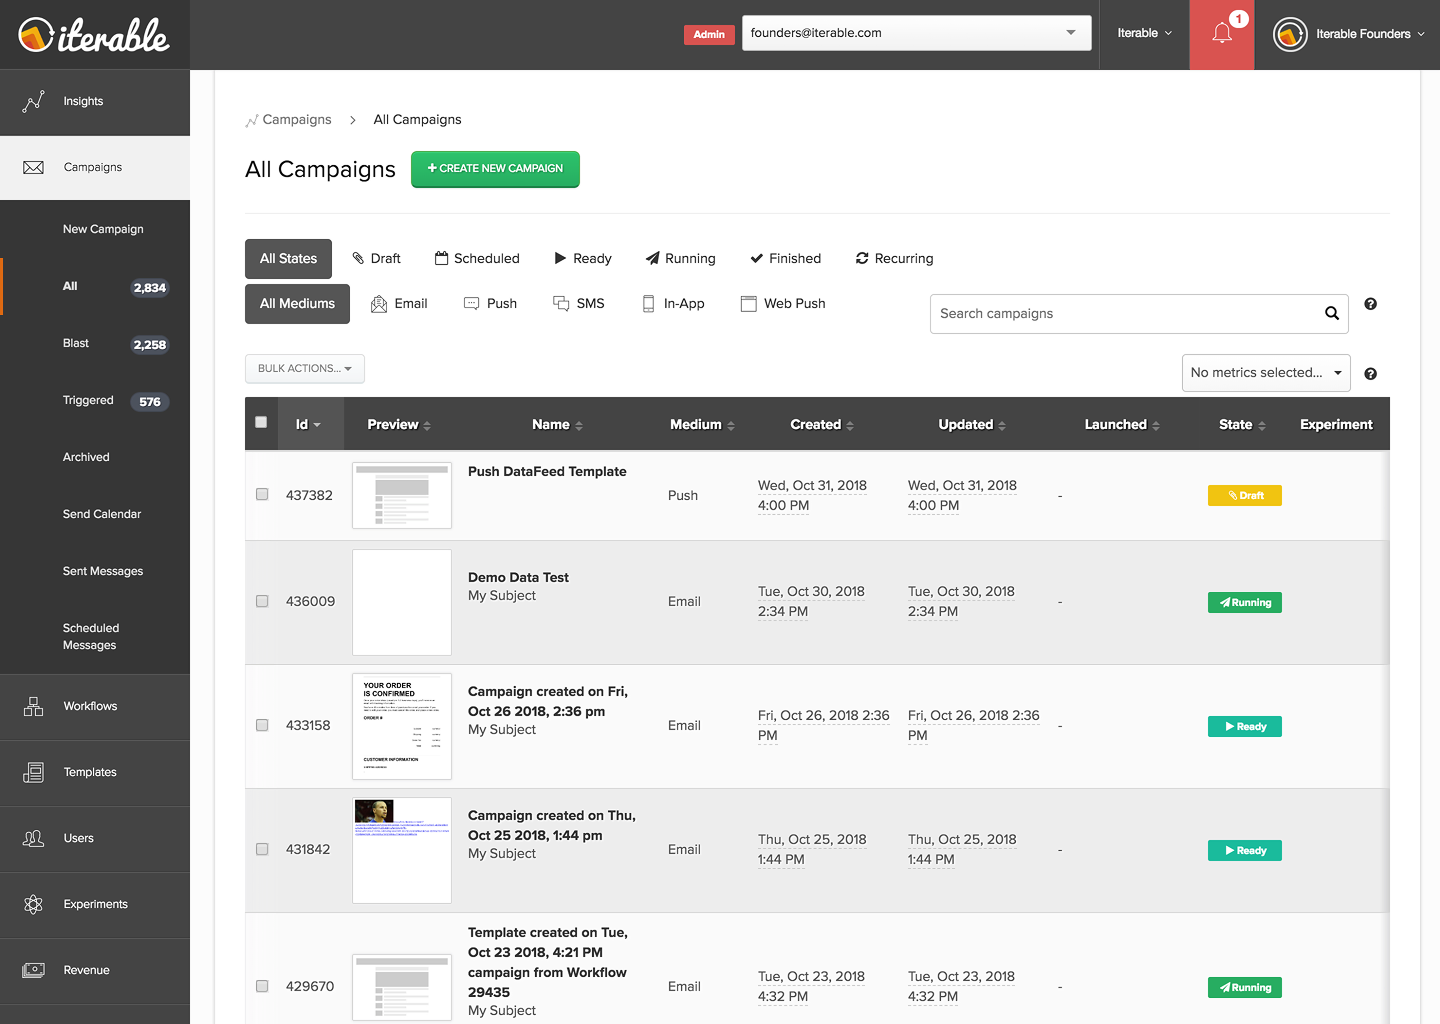 iterable
Admin
founders@iterable.com
Iterable
1
Iterable Founders
Insights
Campaigns
New Campaign
All 2,834
Blast 2,258
Triggered 576
Archived
Send Calendar
Sent Messages
Scheduled
Messages
Workflows
Templates
Users
Experiments
Revenue
Campaigns > All Campaigns
All Campaigns
+ CREATE NEW CAMPAIGN
All States Draft Scheduled Ready Running Finished Recurring
All Mediums Email Push SMS In-App Web Push
Search campaigns
BULK ACTIONS...
No metrics selected...
Id Preview Name Medium Created Updated Launched State Experiment
437382
Push DataFeed Template
Push
Wed, Oct 31, 2018
4:00 PM
Wed, Oct 31, 2018
4:00 PM
-
Draft
436009
Demo Data Test
My Subject
Email
Tue, Oct 30, 2018
2:34 PM
Tue, Oct 30, 2018
2:34 PM
-
Running
433158
YOUR ORDER
IS CONFIRMED
ORDER #
CUSTOMER INFORMATION
Campaign created on Fri,
Oct 26 2018, 2:36 pm
My Subject
Email
Fri, Oct 26, 2018 2:36
PM
Fri, Oct 26, 2018 2:36
PM
-
Ready
431842
Campaign created on Thu,
Oct 25 2018, 1:44 pm
My Subject
Email
Thu, Oct 25, 2018
1:44 PM
Thu, Oct 25, 2018
1:44 PM
-
Ready
429670
Template created on Tue,
Oct 23 2018, 4:21 PM
campaign from Workflow
29435
My Subject
Email
Tue, Oct 23, 2018
4:32 PM
Tue, Oct 23, 2018
4:32 PM
-
Running